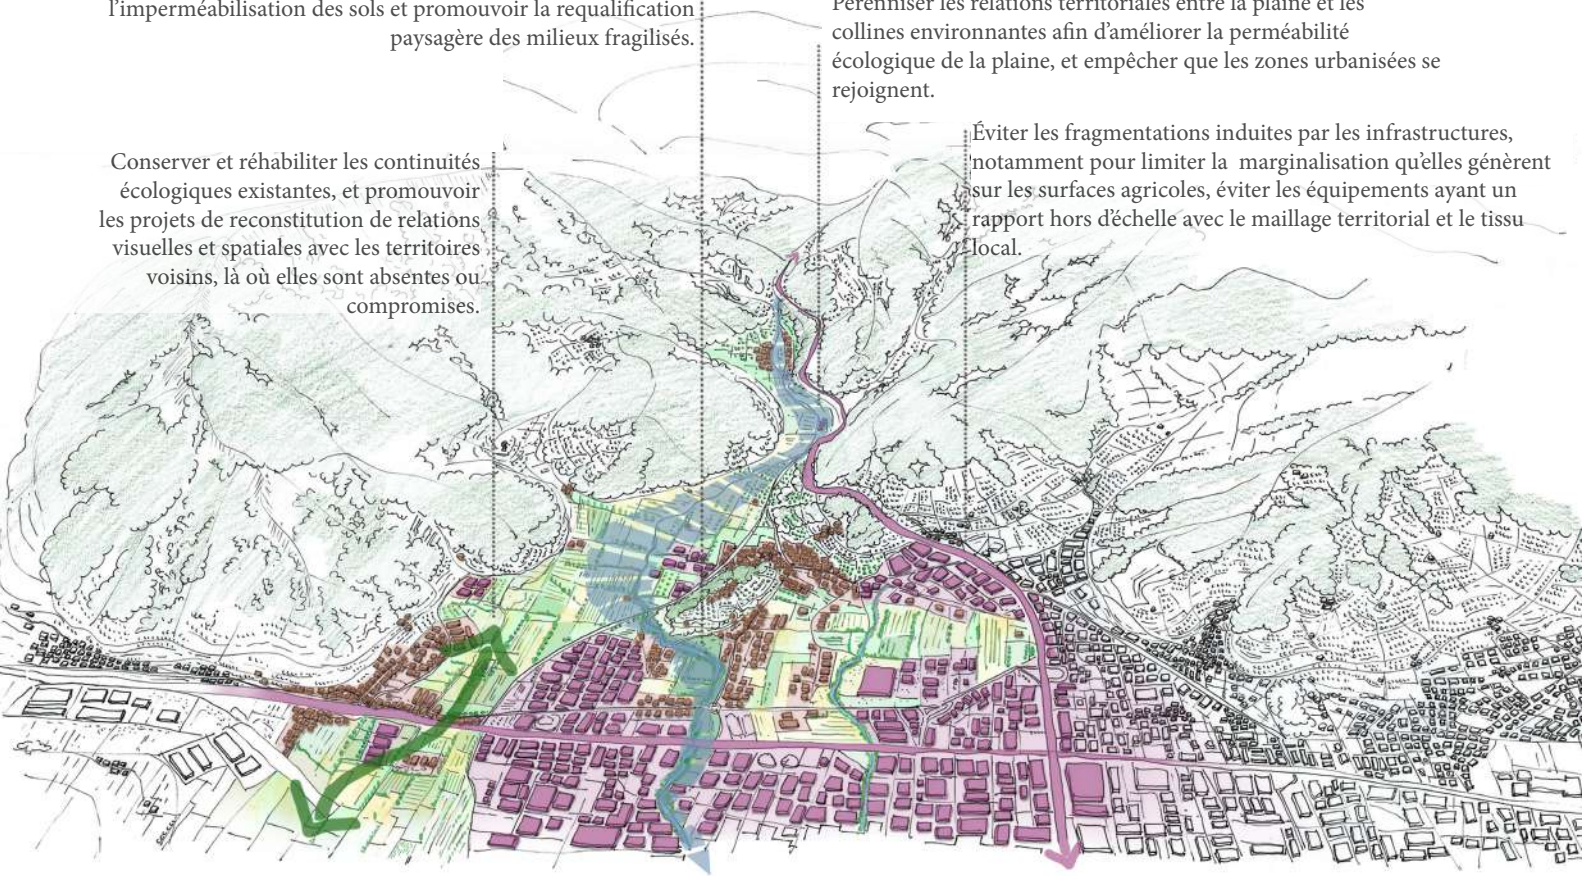 l'imperméabilisation des sols et promouvoir la requalification
paysagère des milieux fragilisés.
Pérenniser les relations territoriales entre la plaine et les
collines environnantes afin d'améliorer la perméabilité
écologique de la plaine, et empêcher que les zones urbanisées se
rejoignent.
Éviter les fragmentations induites par les infrastructures,
notamment pour limiter la marginalisation qu'elles génèrent
sur les surfaces agricoles, éviter les équipements ayant un
rapport hors d'échelle avec le maillage territorial et le tissu
local.
Conserver et réhabiliter les continuités
écologiques existantes, et promouvoir
les projets de reconstitution de relations
visuelles et spatiales avec les territoires
voisins, là où elles sont absentes ou
compromises.